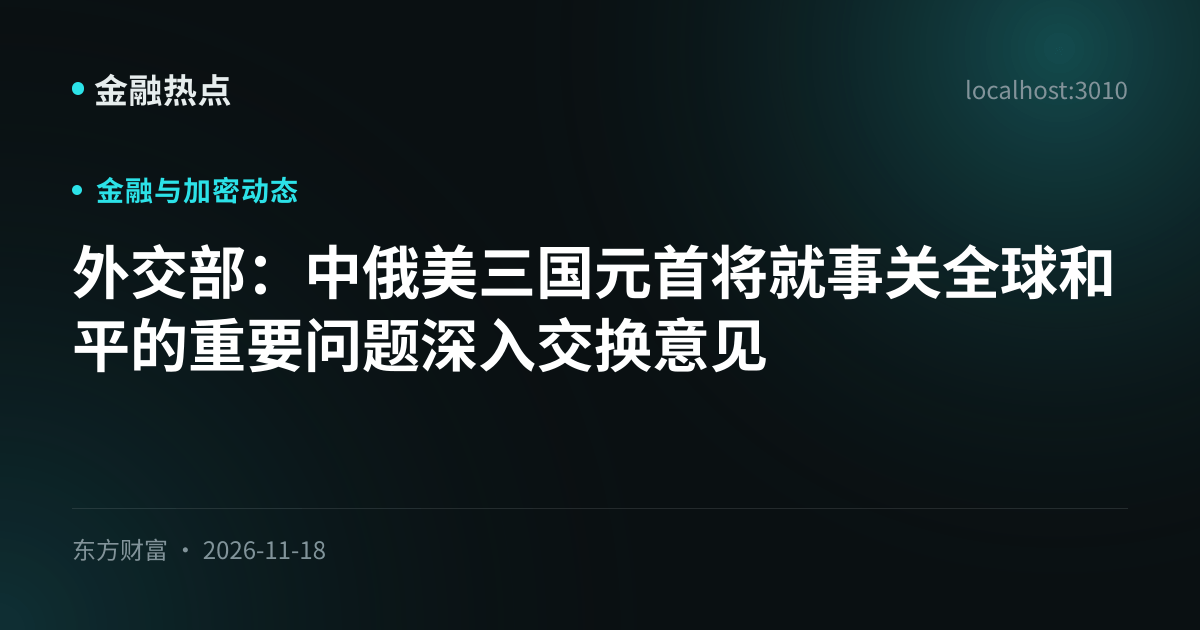 金融热点
localhost:3010
金融与加密动态
外交部：中俄美三国元首将就事关全球和
平的重要问题深入交换意见
东方财富 · 2026-11-18